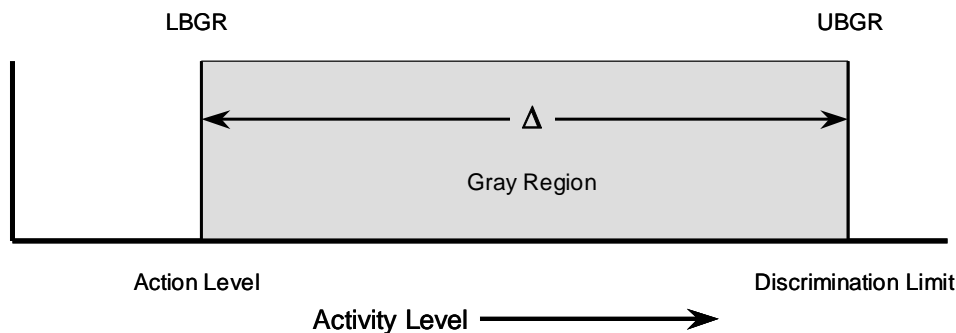 LBGR UBGR
Δ
Gray Region
Action Level Discrimination Limit
Activity Level